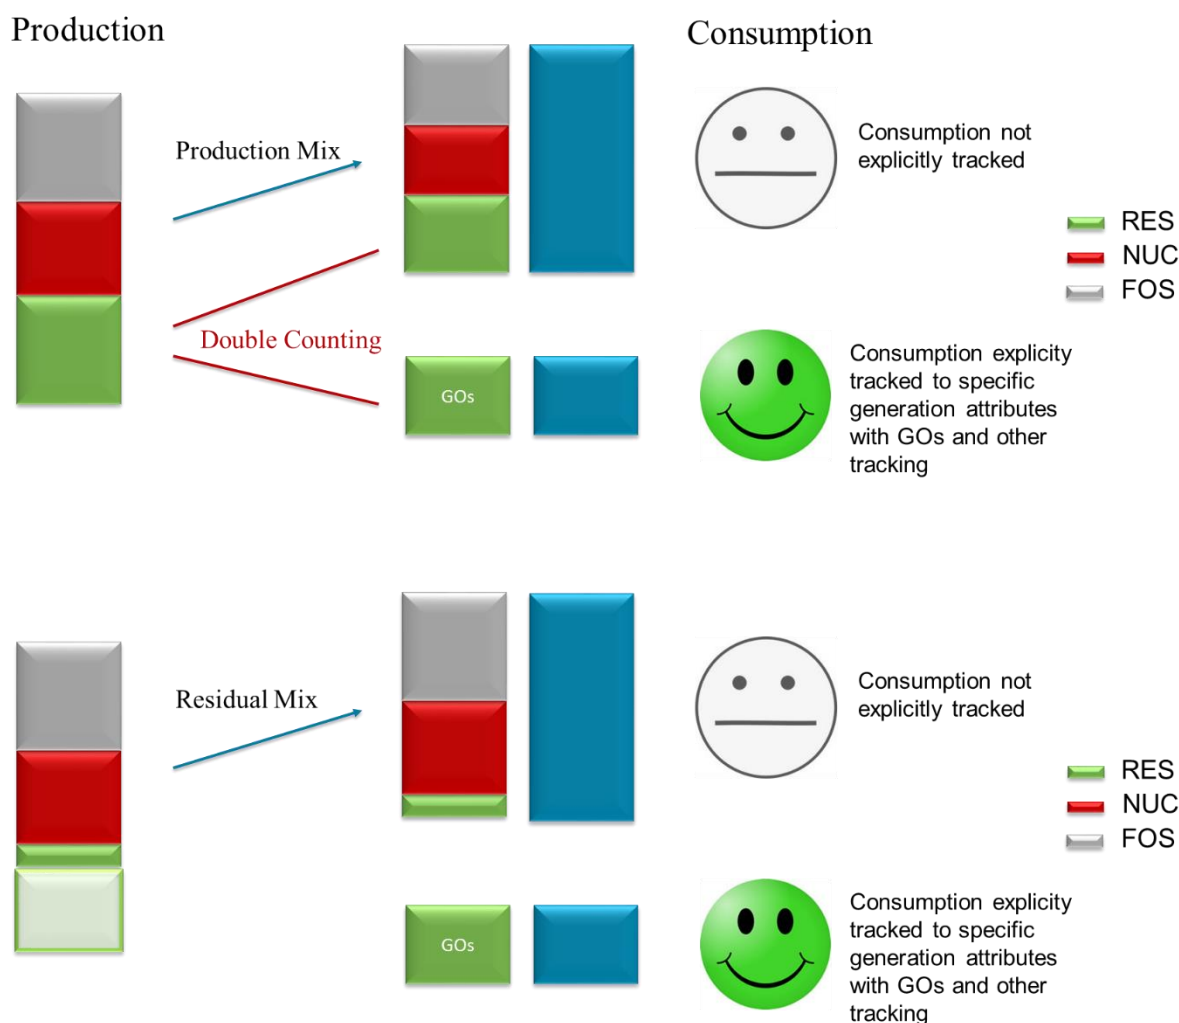 Production
Consumption
Production Mix
Consumption not
explicitly tracked
RES
NUC
FOS
Double Counting
GOs
Consumption explicity
tracked to specific
generation attributes
with GOs and other
tracking
Residual Mix
Consumption not
explicitly tracked
RES
NUC
FOS
GOs
Consumption explicity
tracked to specific
generation attributes
with GOs and other
tracking